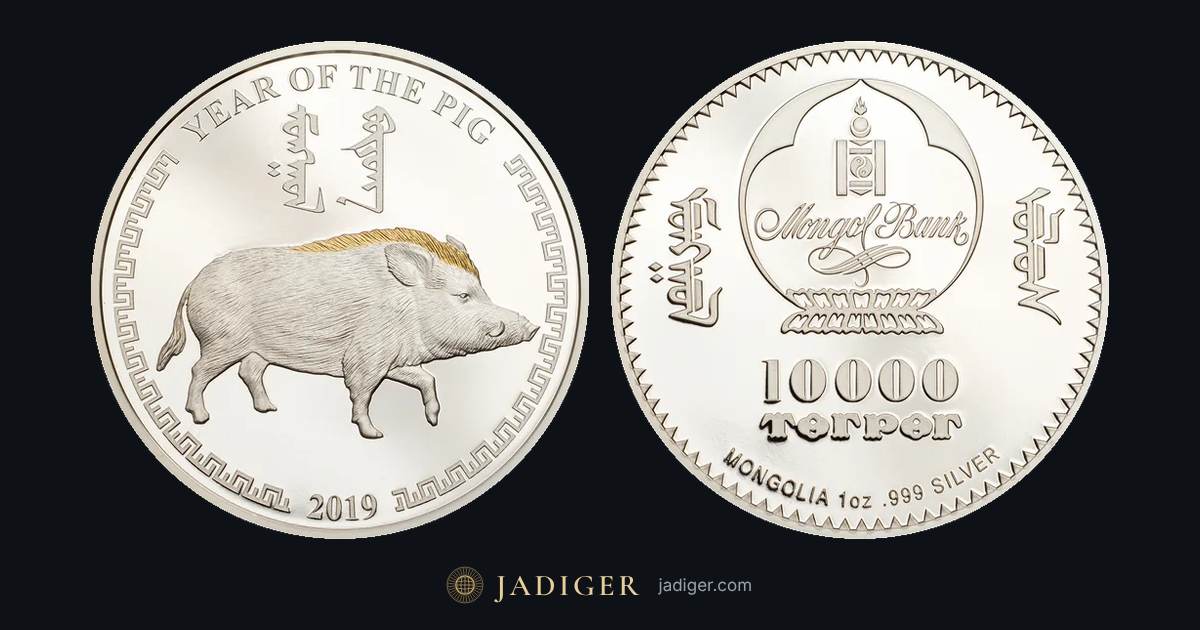 YEAR OF THE PIG
2019
Mongol Bank
10000
төгрөг
MONGOLIA 1oz .999 SILVER
JADIGER jadiger.com